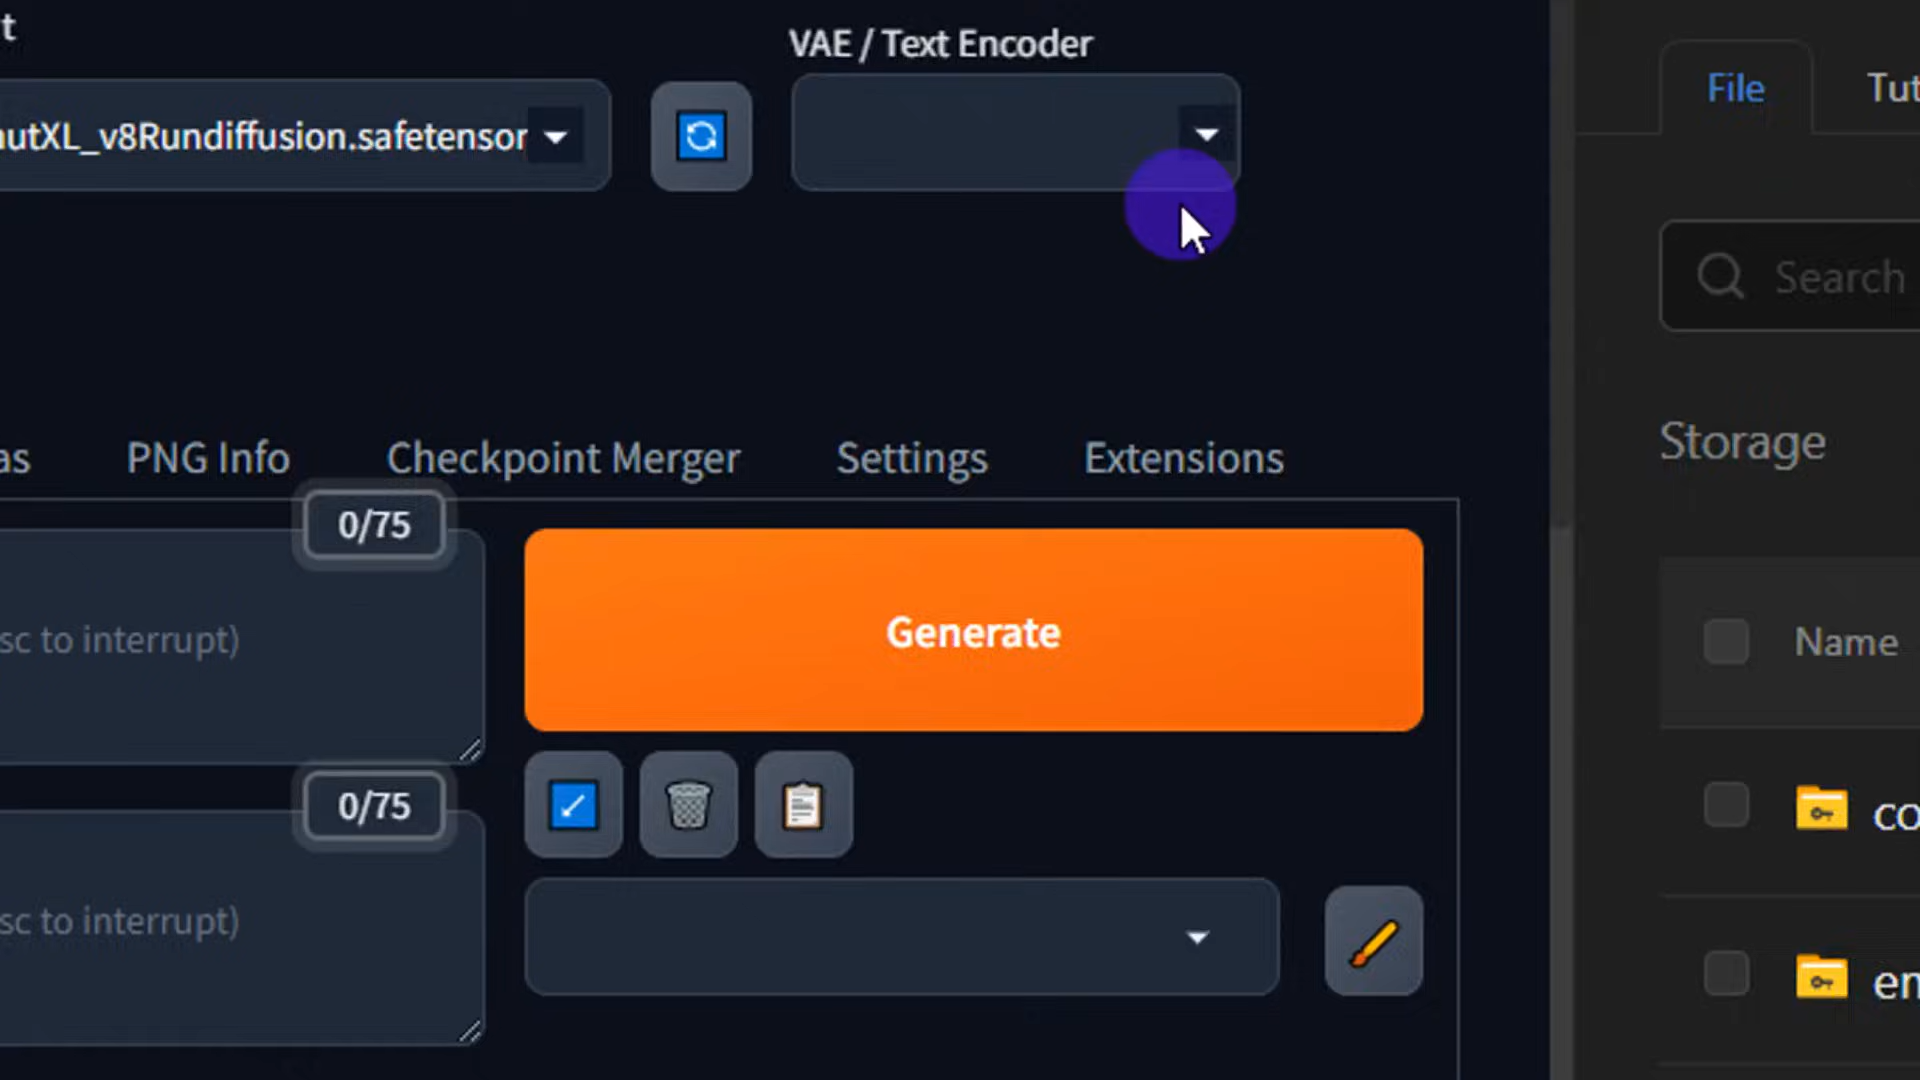 t
VAE / Text Encoder
nutXL_v8Rundiffusion.safetensor
File
Tut
Search
as
PNG Info
Checkpoint Merger
Settings
Extensions
Storage
0/75
sc to interrupt)
Generate
Name
0/75
sc to interrupt)
co
en